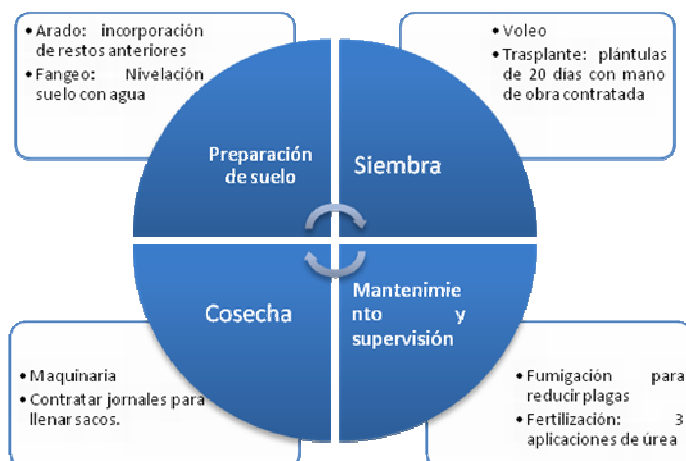 • Arado: incorporación
de restos anteriores
• Fangeo: Nivelación
suelo con agua
• Voleo
• Trasplante: plántulas
de 20 días con mano
de obra contratada
Preparación
de suelo
Siembra
Cosecha
Mantenimie
nto y
supervisión
• Maquinaria
• Contratar jornales para
llenar sacos.
• Fumigación para
reducir plagas
• Fertilización: 3
aplicaciones de úrea